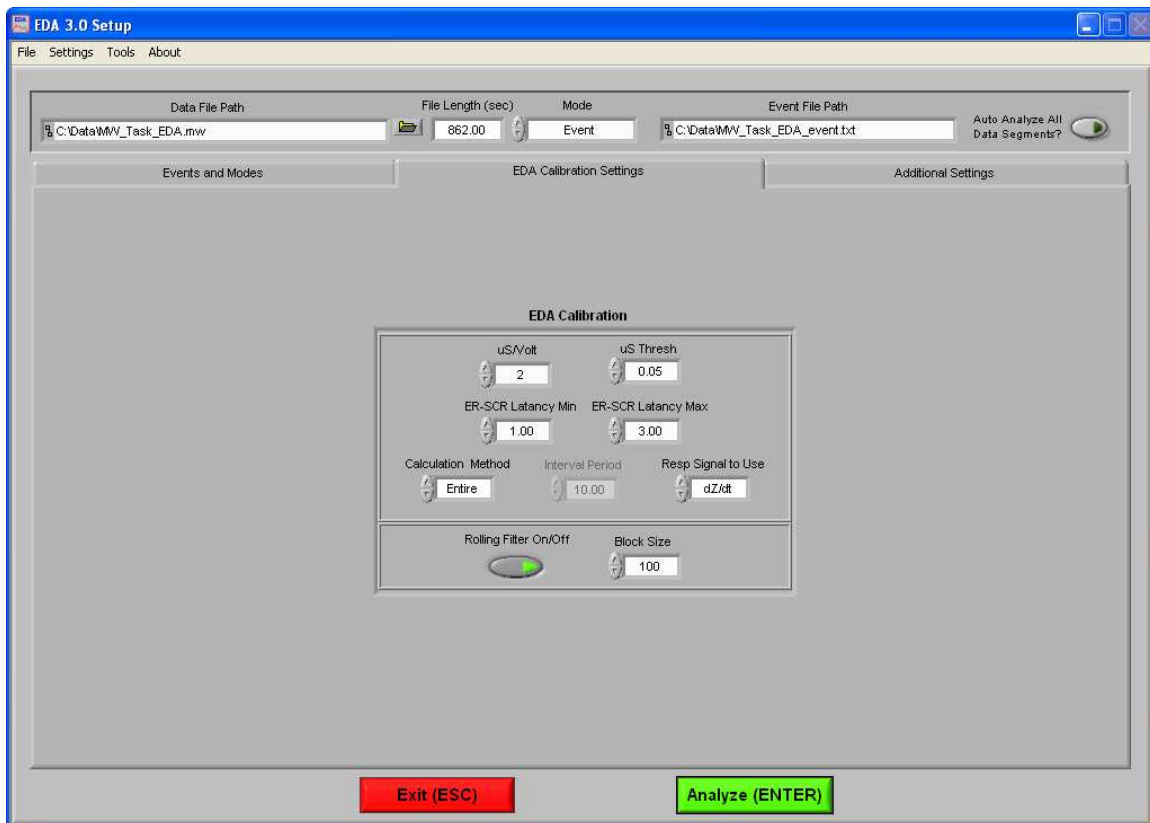 EDA 3.0 Setup
File Settings Tools About
Data File Path File Length (sec) Mode Event File Path
C:\Data\MW_Task_EDA.mw 862.00 Event C:\Data\MW_Task_EDA_event.txt Auto Analyze All Data Segments?
Events and Modes EDA Calibration Settings Additional Settings
EDA Calibration
uS/Volt uS Thresh
2 0.05
ER-SCR Latancy Min ER-SCR Latancy Max
1.00 3.00
Calculation Method Interval Period Resp Signal to Use
Entire 10.00 dZ/dt
Rolling Filter On/Off Block Size
100
Exit (ESC) Analyze (ENTER)